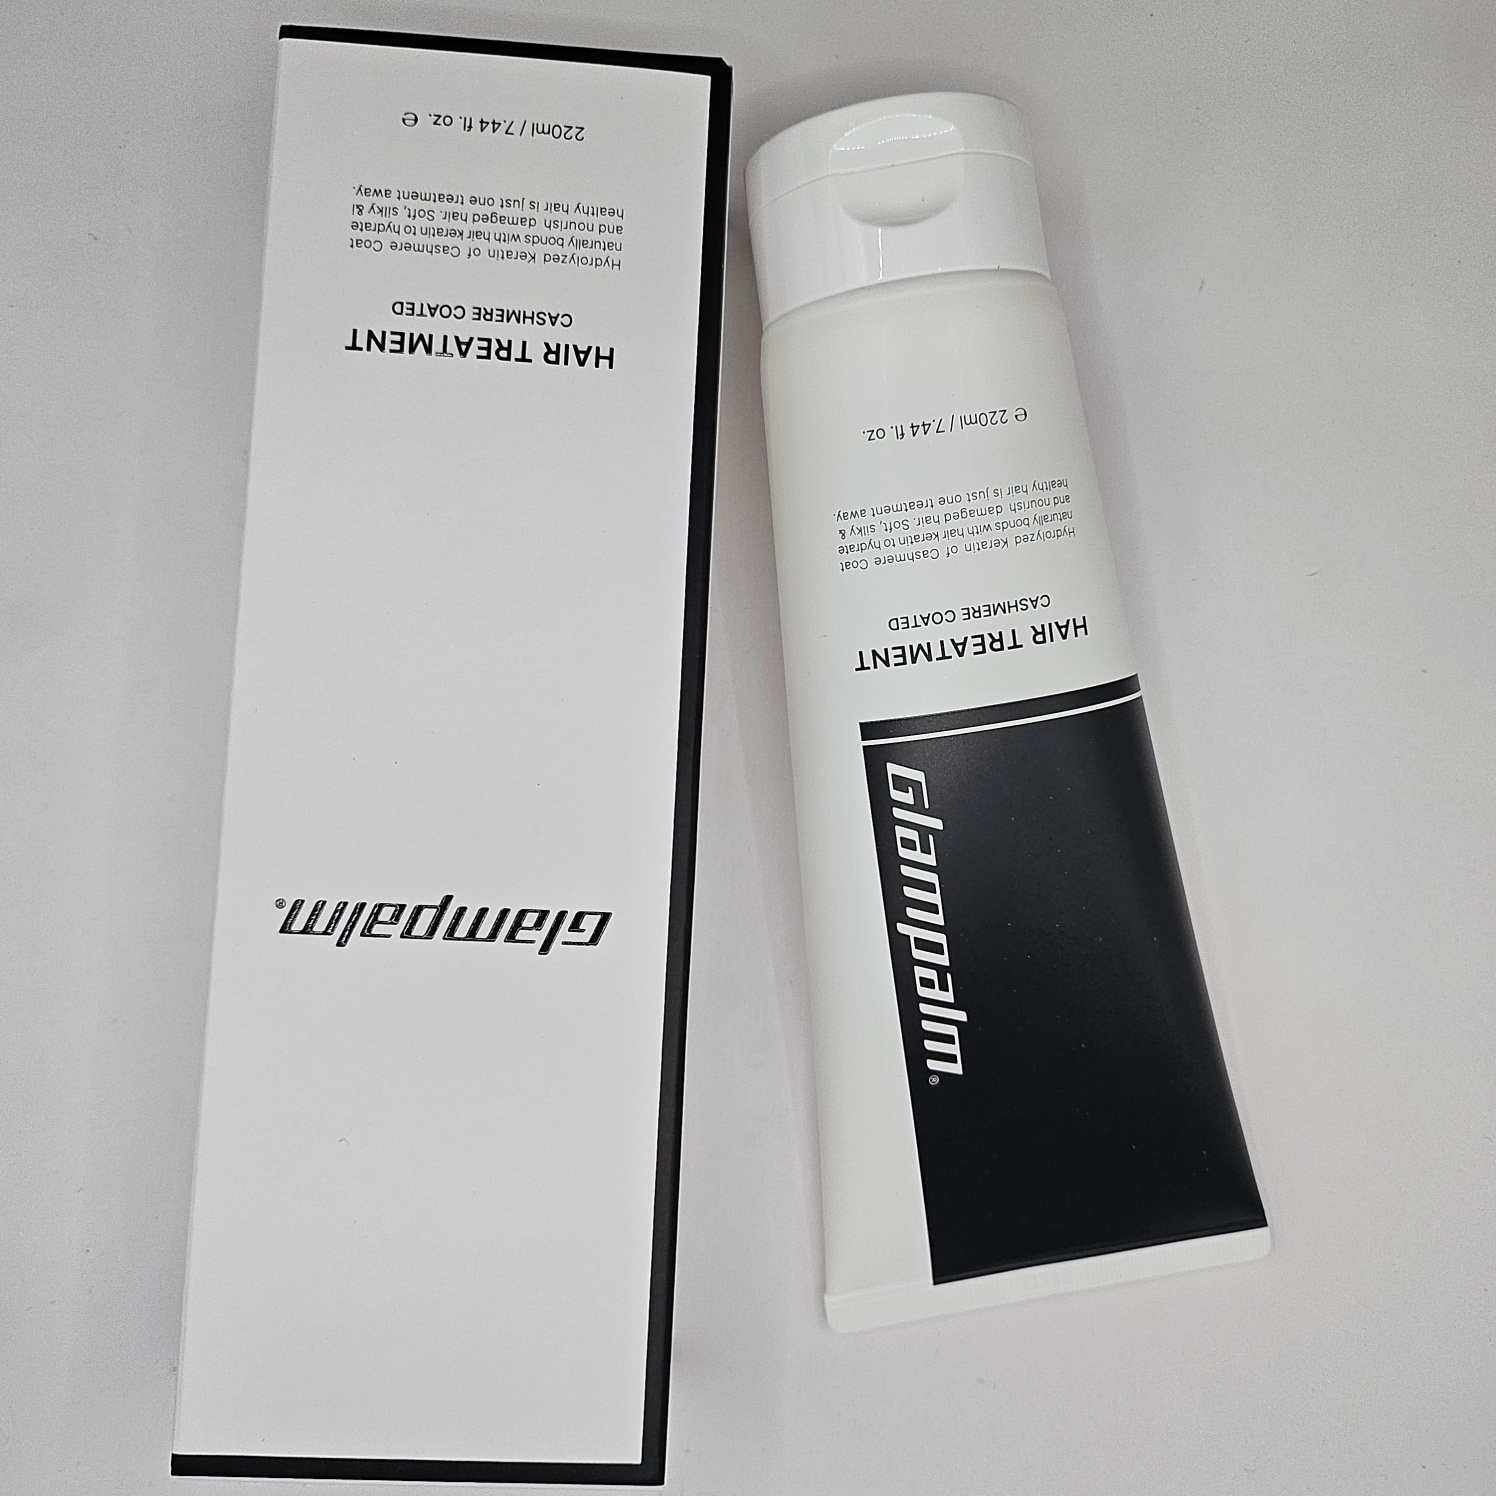 Glampalm®
HAIR TREATMENT
CASHMERE COATED
Hydrolyzed Keratin of Cashmere Coat
naturally bonds with hair keratin to hydrate
and nourish damaged hair. Soft, silky &
healthy hair is just one treatment away.
220ml / 7.44 fl. oz. ℮
Glampalm®
HAIR TREATMENT
CASHMERE COATED
Hydrolyzed Keratin of Cashmere Coat
naturally bonds with hair keratin to hydrate
and nourish damaged hair. Soft, silky &
healthy hair is just one treatment away.
℮ 220ml / 7.44 fl. oz.